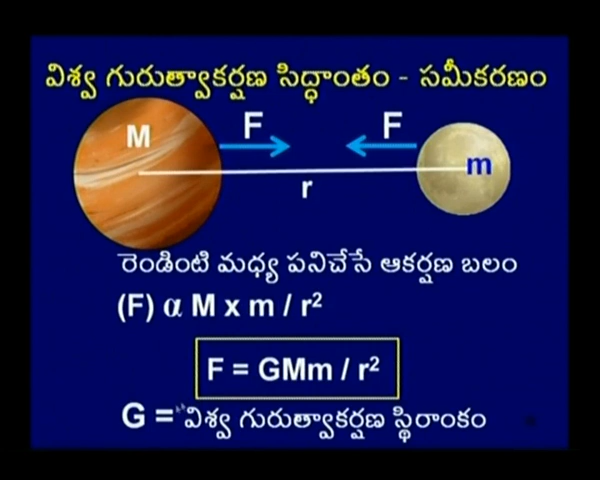 విశ్వ గురుత్వాకర్షణ సిద్ధాంతం - సమీకరణం
M F F m
r
రెండింటి మధ్య పనిచేసే ఆకర్షణ బలం
(F) α M x m / r²
F = GMm / r²
G = విశ్వ గురుత్వాకర్షణ స్థిరాంకం